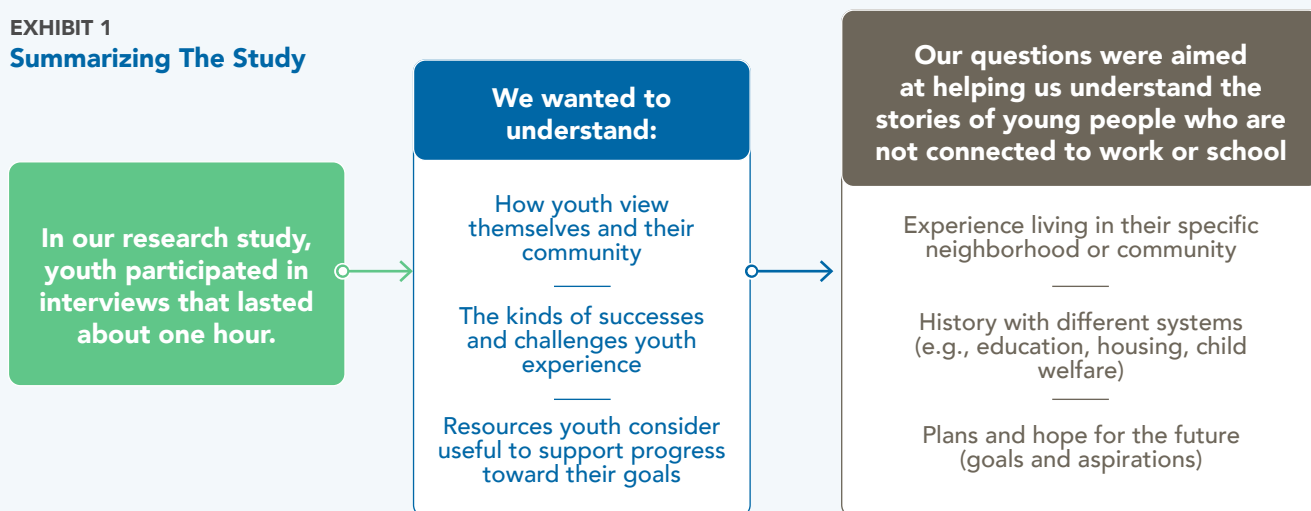 EXHIBIT 1
Summarizing The Study
In our research study,
youth participated in
interviews that lasted
about one hour.
We wanted to
understand:
How youth view
themselves and their
community
The kinds of successes
and challenges youth
experience
Resources youth consider
useful to support progress
toward their goals
Our questions were aimed
at helping us understand the
stories of young people who are
not connected to work or school
Experience living in their specific
neighborhood or community
History with different systems
(e.g., education, housing, child
welfare)
Plans and hope for the future
(goals and aspirations)